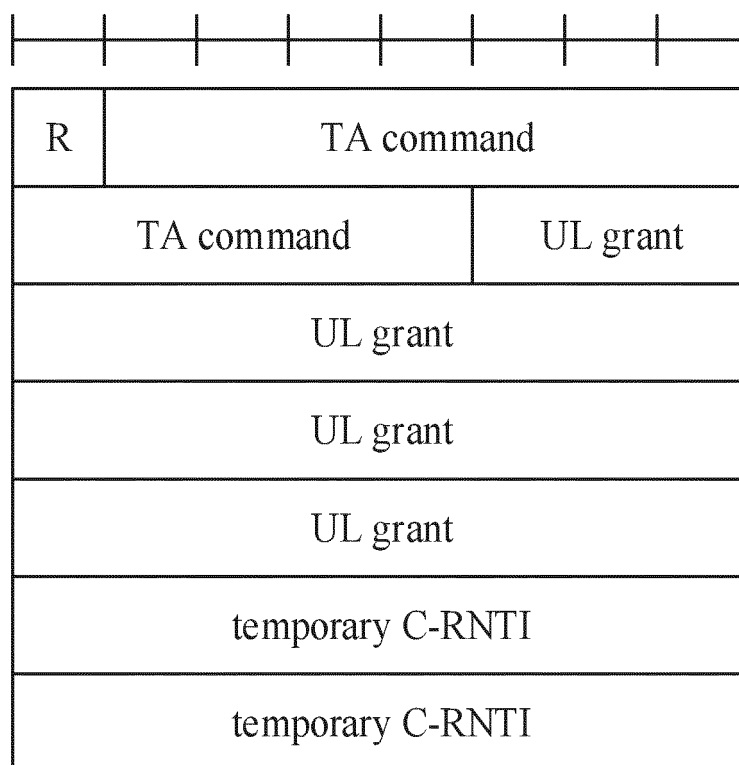 R TA command
TA command UL grant
UL grant
UL grant
UL grant
temporary C-RNTI
temporary C-RNTI